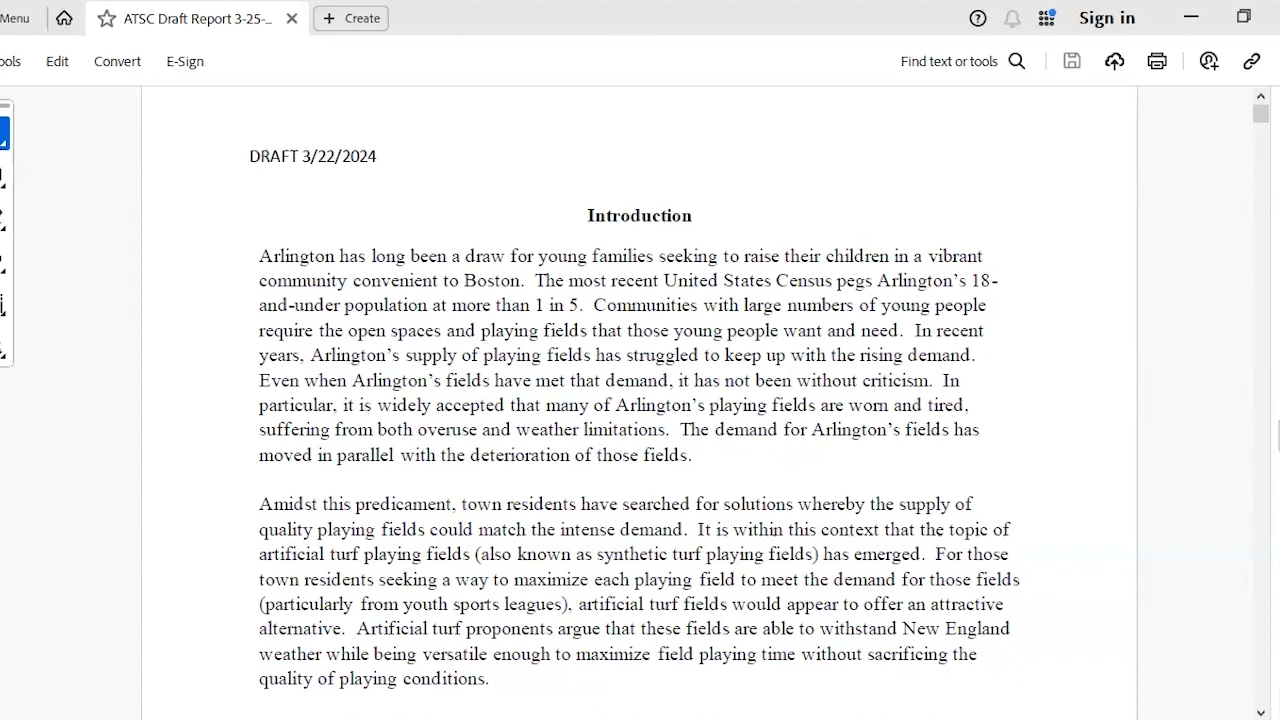 Menu
ATSC Draft Report 3-25-...
Create
Sign in
ools
Edit
Convert
E-Sign
Find text or tools
DRAFT 3/22/2024
Introduction
Arlington has long been a draw for young families seeking to raise their children in a vibrant
community convenient to Boston.  The most recent United States Census pegs Arlington’s 18-
and-under population at more than 1 in 5.  Communities with large numbers of young people
require the open spaces and playing fields that those young people want and need.  In recent
years, Arlington’s supply of playing fields has struggled to keep up with the rising demand.
Even when Arlington’s fields have met that demand, it has not been without criticism.  In
particular, it is widely accepted that many of Arlington’s playing fields are worn and tired,
suffering from both overuse and weather limitations.  The demand for Arlington’s fields has
moved in parallel with the deterioration of those fields.
Amidst this predicament, town residents have searched for solutions whereby the supply of
quality playing fields could match the intense demand.  It is within this context that the topic of
artificial turf playing fields (also known as synthetic turf playing fields) has emerged.  For those
town residents seeking a way to maximize each playing field to meet the demand for those fields
(particularly from youth sports leagues), artificial turf fields would appear to offer an attractive
alternative.  Artificial turf proponents argue that these fields are able to withstand New England
weather while being versatile enough to maximize field playing time without sacrificing the
quality of playing conditions.